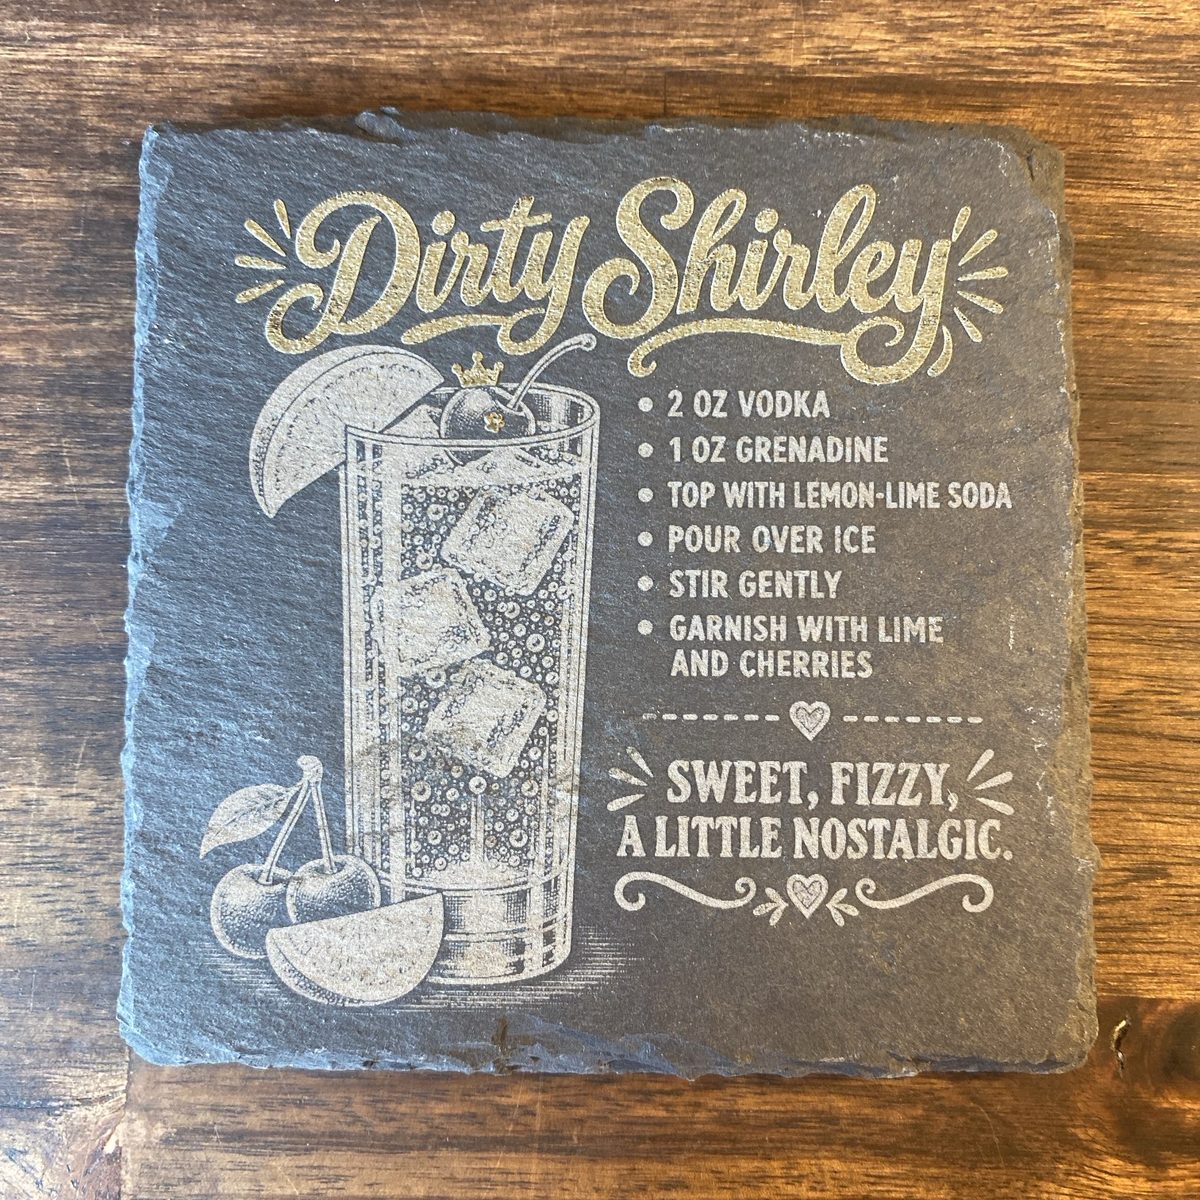 Dirty Shirley
• 2 OZ VODKA
• 1 OZ GRENADINE
• TOP WITH LEMON-LIME SODA
• POUR OVER ICE
• STIR GENTLY
• GARNISH WITH LIME
AND CHERRIES
SWEET, FIZZY,
A LITTLE NOSTALGIC.